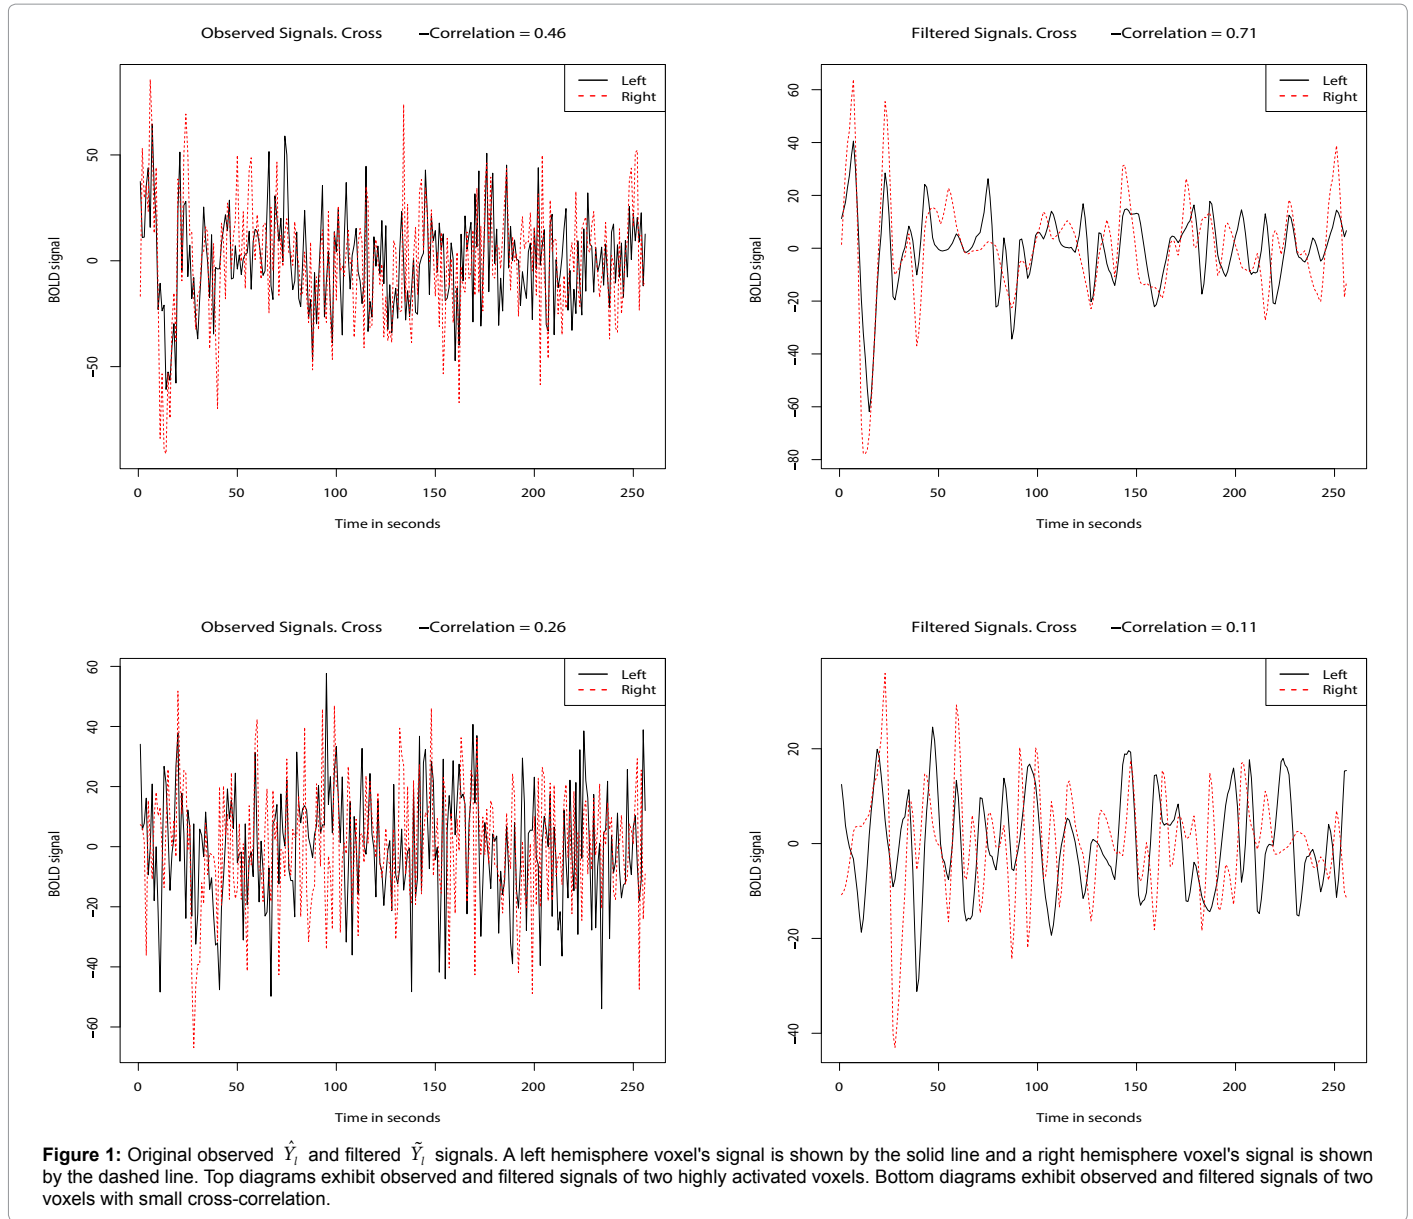 Observed Signals. Cross −Correlation = 0.46
Left
Right
BOLD signal
50
0
−50
0 50 100 150 200 250
Time in seconds
Filtered Signals. Cross −Correlation = 0.71
Left
Right
BOLD signal
60
40
20
0
−20
−40
−60
−80
0 50 100 150 200 250
Time in seconds
Observed Signals. Cross −Correlation = 0.26
Left
Right
BOLD signal
60
40
20
0
−20
−40
−60
0 50 100 150 200 250
Time in seconds
Filtered Signals. Cross −Correlation = 0.11
Left
Right
BOLD signal
20
0
−20
−40
0 50 100 150 200 250
Time in seconds
Figure 1: Original observed Ŷ_l and filtered Ỹ_l signals. A left hemisphere voxel's signal is shown by the solid line and a right hemisphere voxel's signal is shown
by the dashed line. Top diagrams exhibit observed and filtered signals of two highly activated voxels. Bottom diagrams exhibit observed and filtered signals of two
voxels with small cross-correlation.